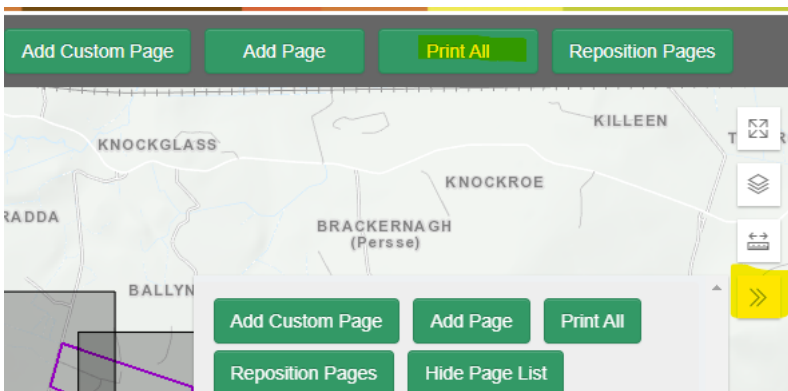 Add Custom Page Add Page Print All Reposition Pages
KILLEEN
KNOCKGLASS
KNOCKROE
RADDA
BRACKERNAGH
(Persse)
BALLYN
Add Custom Page Add Page Print All
Reposition Pages Hide Page List